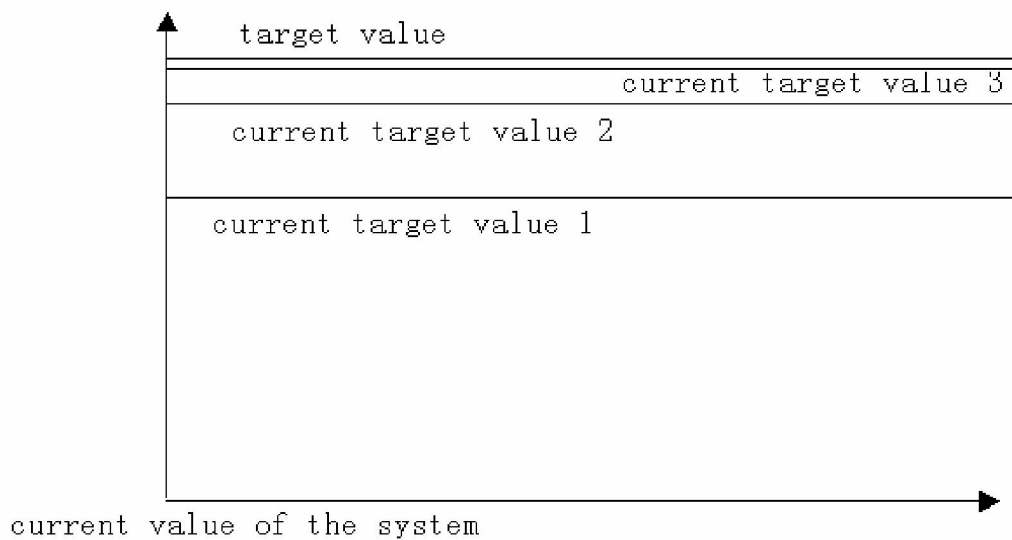 target value
current target value 3
current target value 2
current target value 1
current value of the system